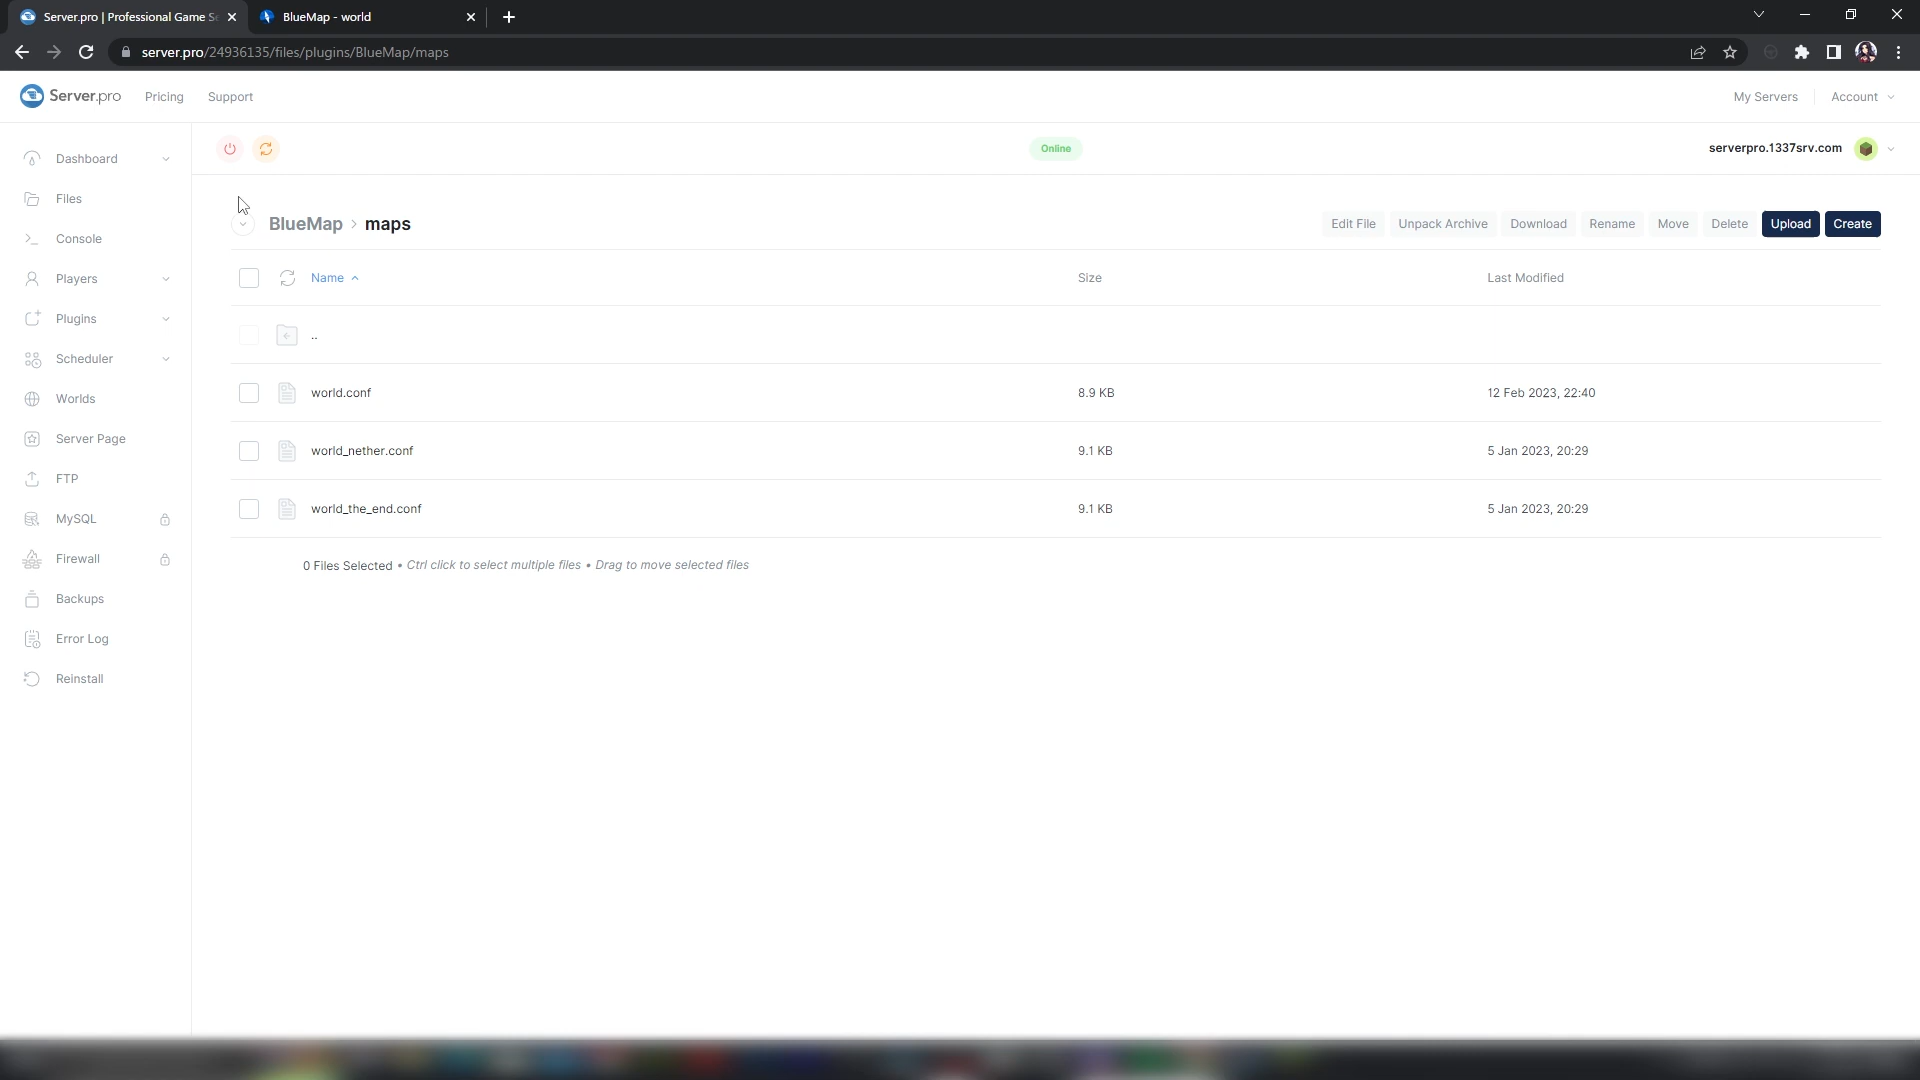 Server.pro | Professional Game Se
BlueMap - world
server.pro/24936135/files/plugins/BlueMap/maps
Server.pro
Pricing
Support
My Servers
Account
Dashboard
Online
serverpro.1337srv.com
Files
BlueMap > maps
Edit File
Unpack Archive
Download
Rename
Move
Delete
Upload
Create
Console
Players
Name
Size
Last Modified
Plugins
..
Scheduler
Worlds
world.conf
8.9 KB
12 Feb 2023, 22:40
Server Page
world_nether.conf
9.1 KB
5 Jan 2023, 20:29
FTP
MySQL
world_the_end.conf
9.1 KB
5 Jan 2023, 20:29
Firewall
0 Files Selected • Ctrl click to select multiple files • Drag to move selected files
Backups
Error Log
Reinstall